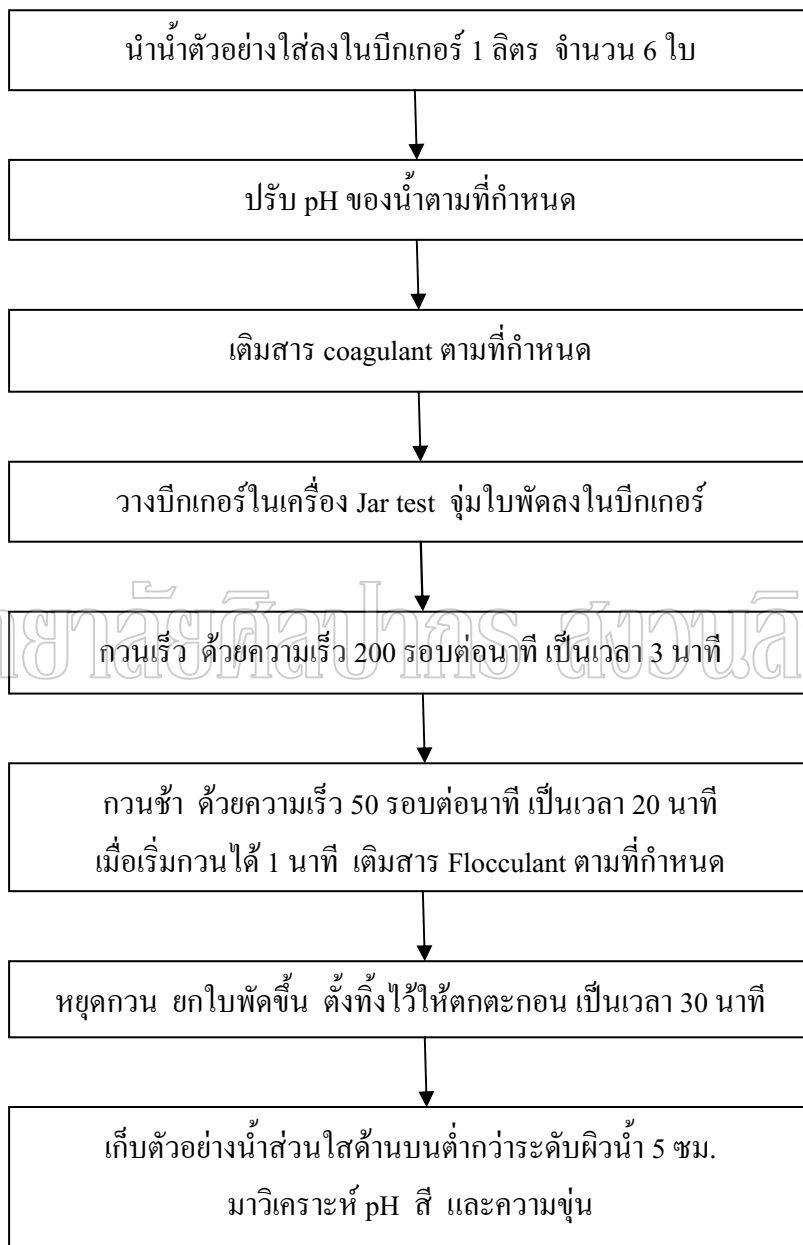 นำน้ำตัวอย่างใส่ลงในบีกเกอร์ 1 ลิตร จำนวน 6 ใบ
ปรับ pH ของน้ำตามที่กำหนด
เติมสาร coagulant ตามที่กำหนด
วางบีกเกอร์ในเครื่อง Jar test จุ่มใบพัดลงในบีกเกอร์
กวนเร็ว ด้วยความเร็ว 200 รอบต่อนาที เป็นเวลา 3 นาที
กวนช้า ด้วยความเร็ว 50 รอบต่อนาที เป็นเวลา 20 นาที
เมื่อเริ่มกวนได้ 1 นาที เติมสาร Flocculant ตามที่กำหนด
หยุดกวน ยกใบพัดขึ้น ตั้งทิ้งไว้ให้ตกตะกอน เป็นเวลา 30 นาที
เก็บตัวอย่างน้ำส่วนใสด้านบนต่ำกว่าระดับผิวน้ำ 5 ซม.
มาวิเคราะห์ pH สี และความขุ่น